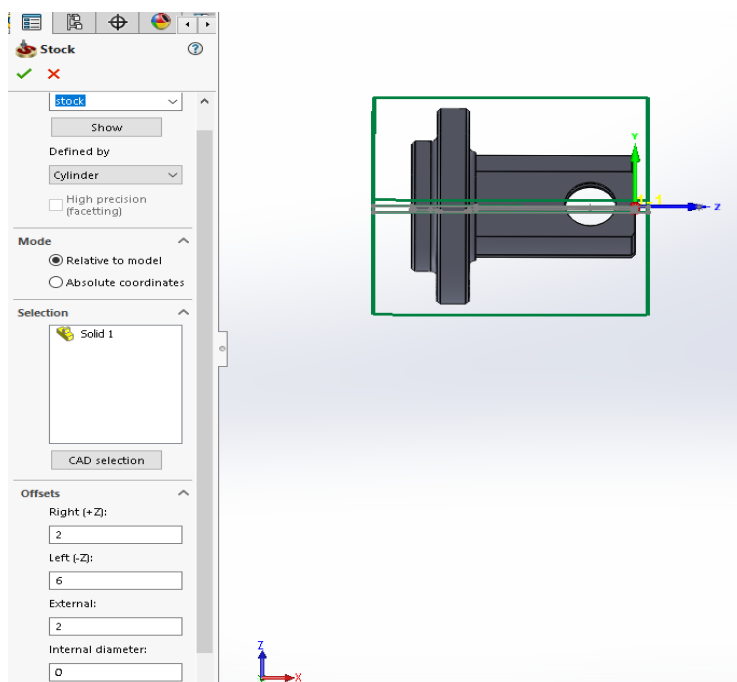 Stock
stock
Show
Defined by
Cylinder
High precision
(facetting)
Mode
Relative to model
Absolute coordinates
Selection
Solid 1
CAD selection
Offsets
Right (+Z):
2
Left (-Z):
6
External:
2
Internal diameter:
0
Y
Z
Z
X